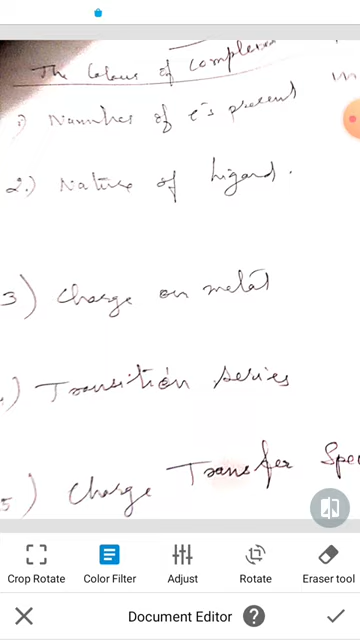 The Colour of Complexes
1) Number of e's present
2.) Nature of ligand.
3) Charge on metal
.) Transition series
5) Charge Transfer Spe
Crop Rotate
Color Filter
Adjust
Rotate
Eraser tool
Document Editor